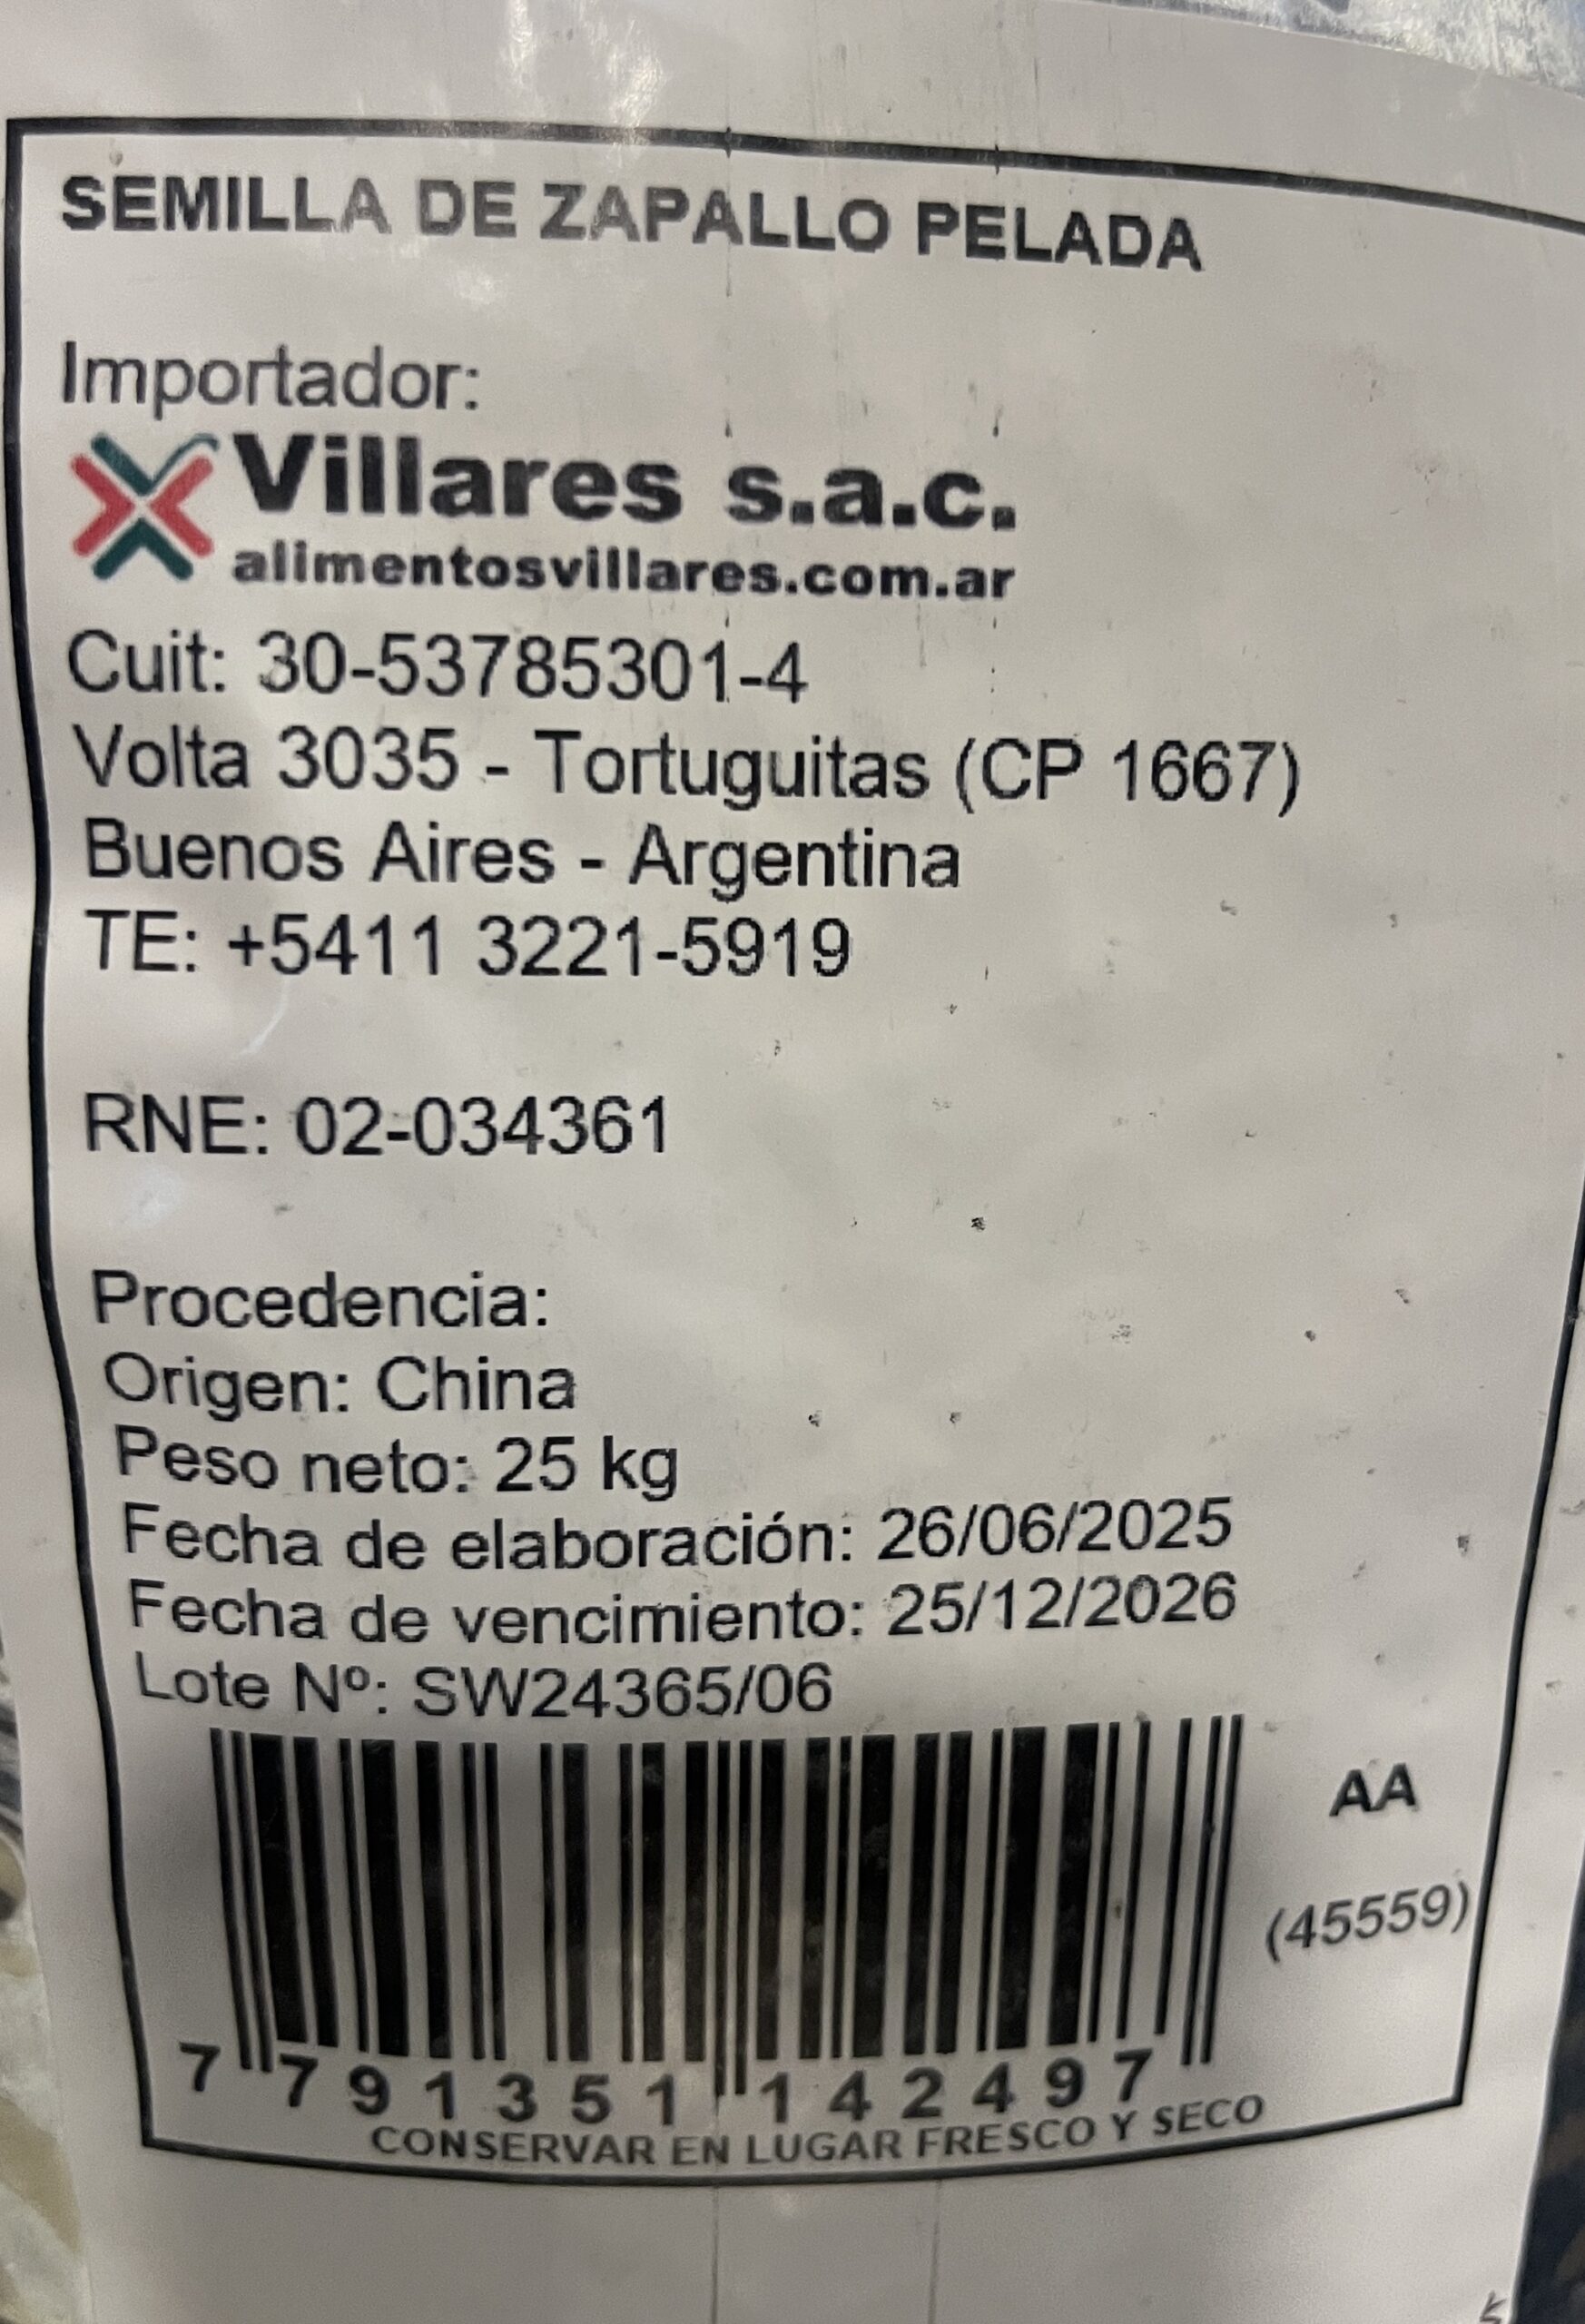 SEMILLA DE ZAPALLO PELADA
Importador:
Villares s.a.c.
alimentosvillares.com.ar
Cuit: 30-53785301-4
Volta 3035 - Tortuguitas (CP 1667)
Buenos Aires - Argentina
TE: +5411 3221-5919
RNE: 02-034361
Procedencia:
Origen: China
Peso neto: 25 kg
Fecha de elaboración: 26/06/2025
Fecha de vencimiento: 25/12/2026
Lote Nº: SW24365/06
AA
(45559)
7 791351 142497
CONSERVAR EN LUGAR FRESCO Y SECO